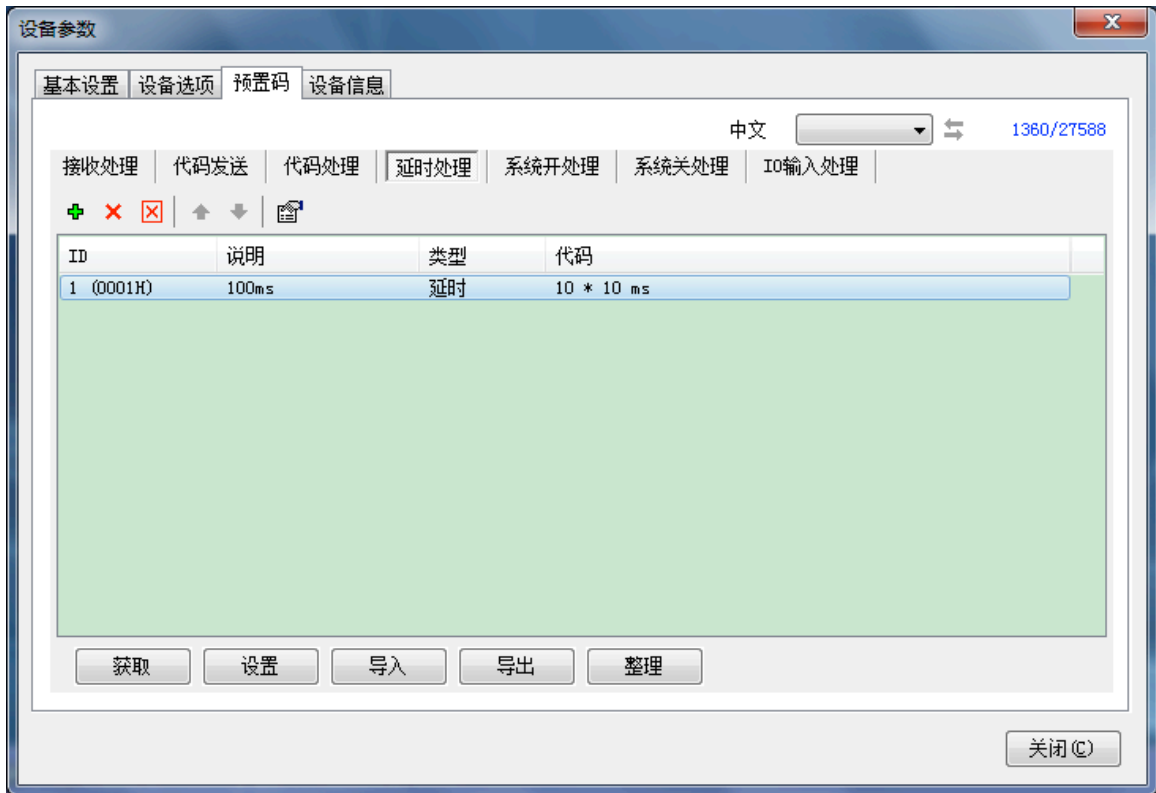 设备参数
基本设置 设备选项 预置码 设备信息
中文 1360/27588
接收处理 代码发送 代码处理 延时处理 系统开处理 系统关处理 IO输入处理
ID 说明 类型 代码
1 (0001H) 100ms 延时 10 * 10 ms
获取 设置 导入 导出 整理
关闭(C)